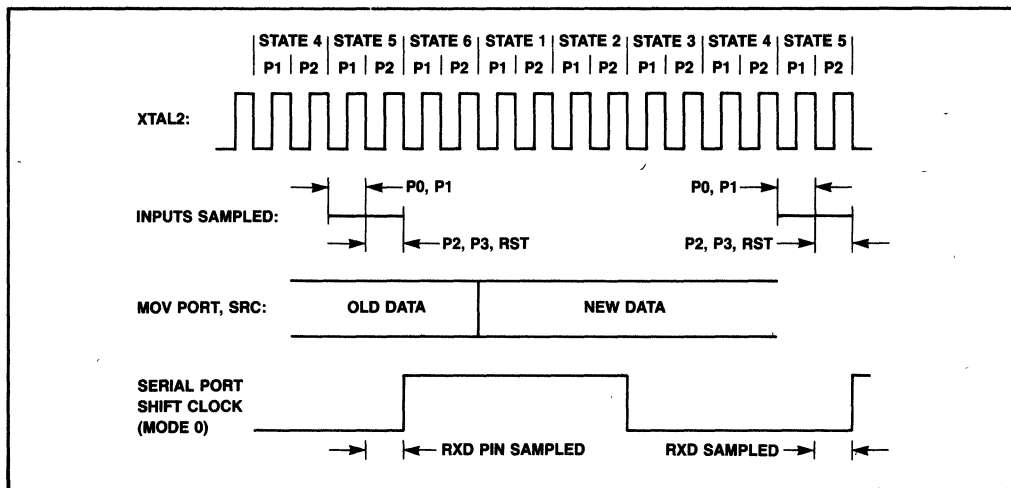 STATE 4 STATE 5 STATE 6 STATE 1 STATE 2 STATE 3 STATE 4 STATE 5
P1 P2 P1 P2 P1 P2 P1 P2 P1 P2 P1 P2 P1 P2 P1 P2
XTAL2:
P0, P1 P0, P1
INPUTS SAMPLED:
P2, P3, RST P2, P3, RST
MOV PORT, SRC: OLD DATA NEW DATA
SERIAL PORT
SHIFT CLOCK
(MODE 0)
RXD PIN SAMPLED RXD SAMPLED